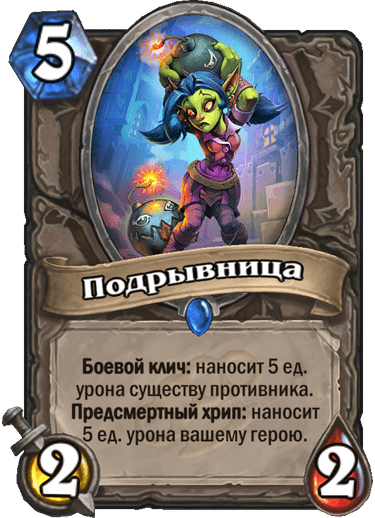 5
Подрывница
Боевой клич: наносит 5 ед.
урона существу противника.
Предсмертный хрип: наносит
5 ед. урона вашему герою.
2 2